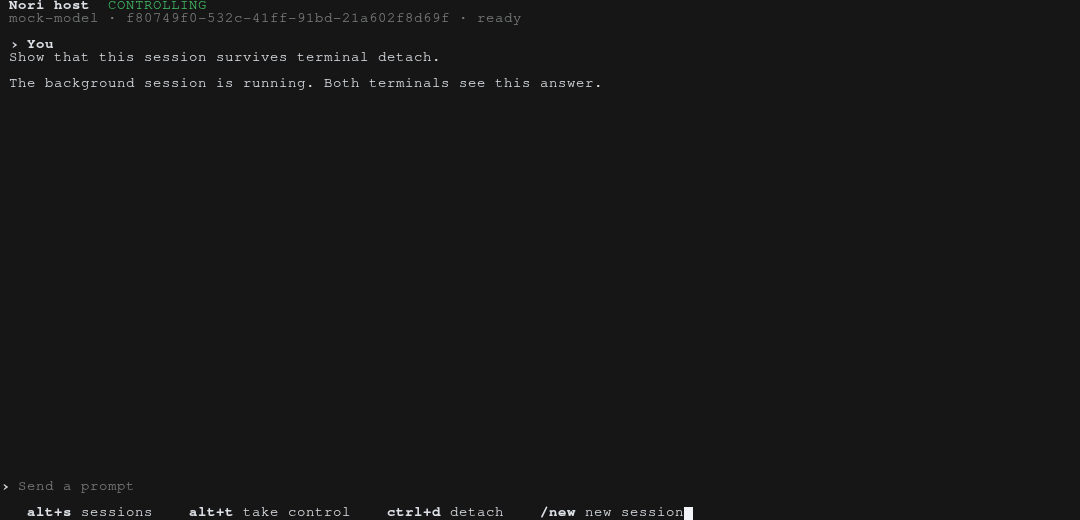 Nori host  CONTROLLING
mock-model · f80749f0-532c-41ff-91bd-21a602f8d69f · ready
› You
Show that this session survives terminal detach.
The background session is running. Both terminals see this answer.
› Send a prompt
alt+s sessions    alt+t take control    ctrl+d detach    /new new session